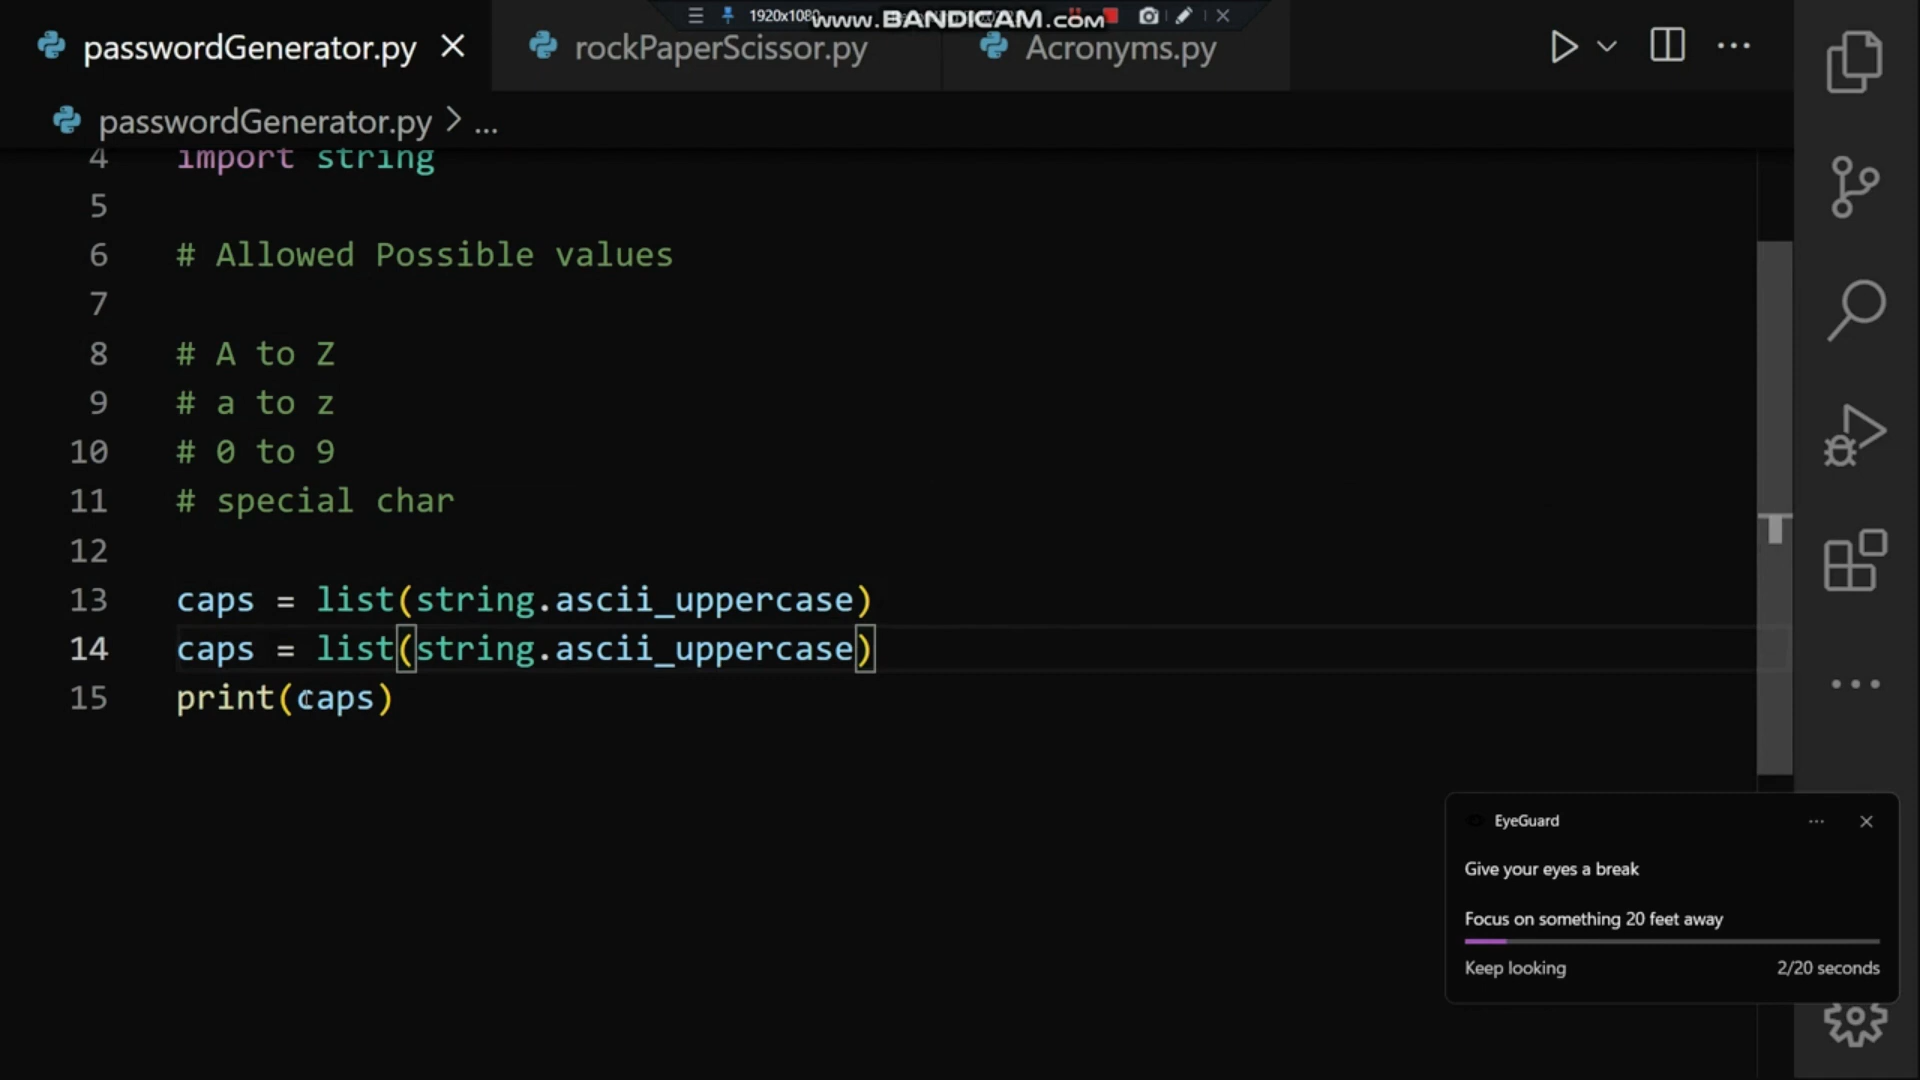 1920x1080
www.BANDICAM.com
passwordGenerator.py
rockPaperScissor.py
Acronyms.py
passwordGenerator.py > ...
4 import string
5
6 # Allowed Possible values
7
8 # A to Z
9 # a to z
10 # 0 to 9
11 # special char
12
13 caps = list(string.ascii_uppercase)
14 caps = list(string.ascii_uppercase)
15 print(caps)
EyeGuard
Give your eyes a break
Focus on something 20 feet away
Keep looking
2/20 seconds